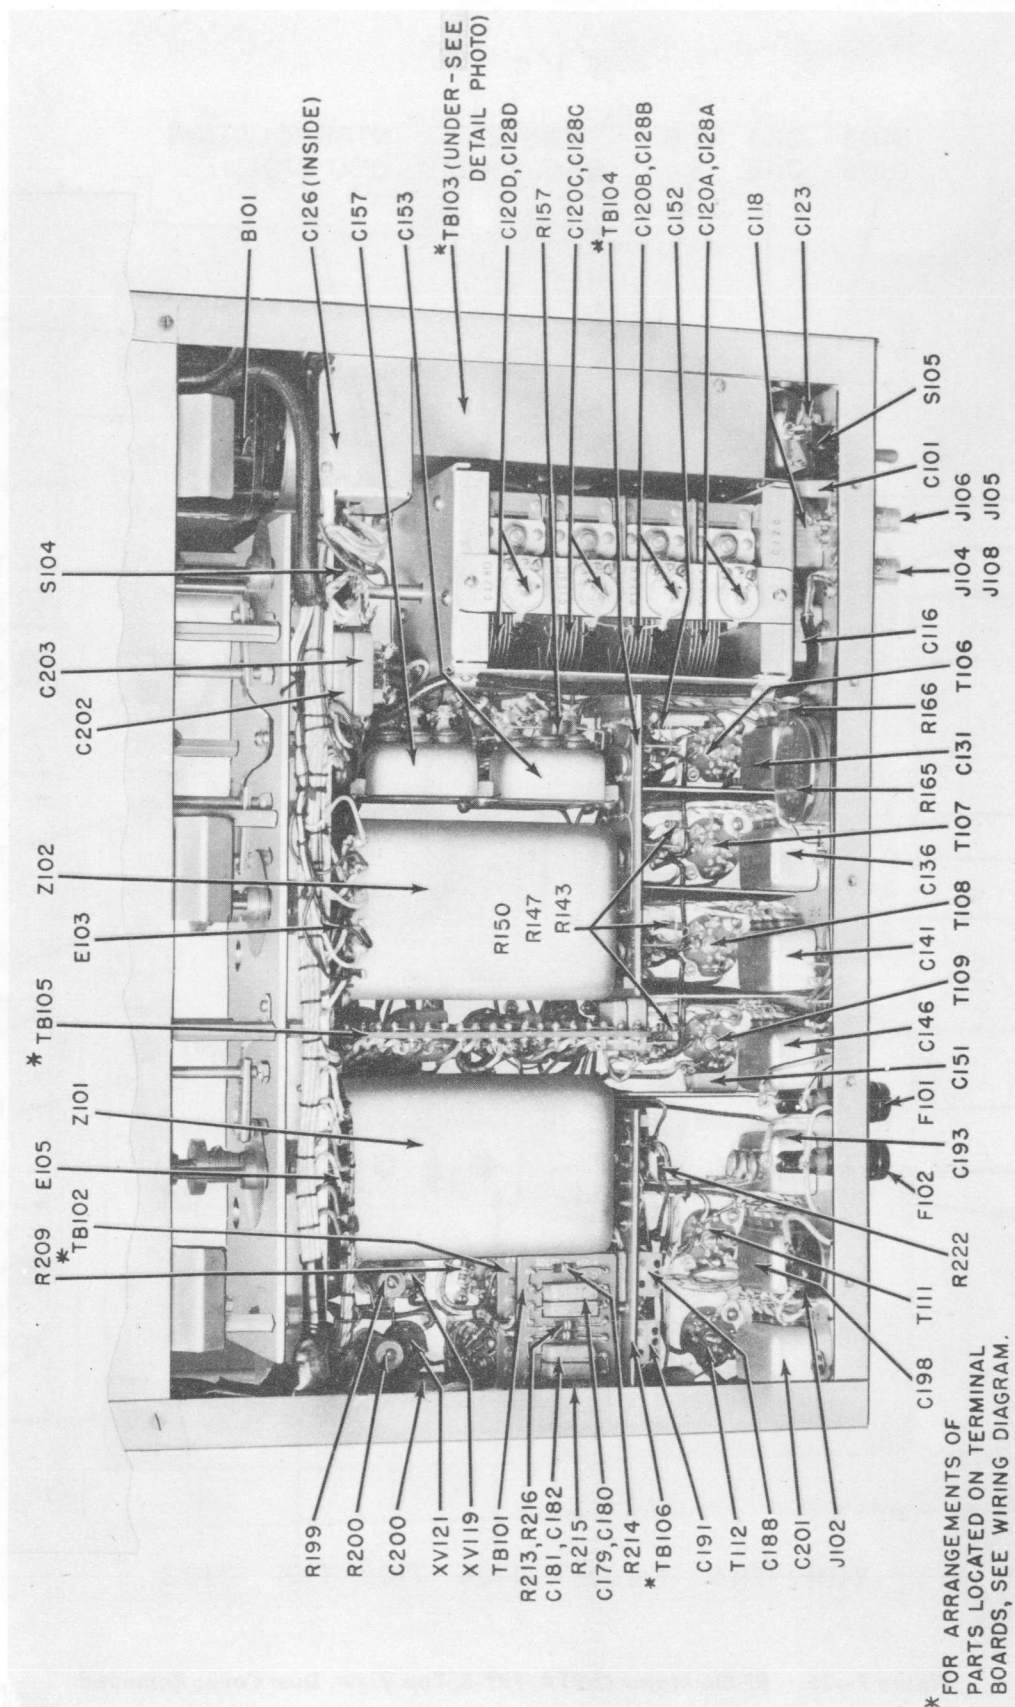 R199
R200
C200
XV121
XV119
TB101
R213, R216
C181, C182
R215
C179, C180
R214
*TB106
C191
T112
C188
C201
J102
R209
*TB102
E105
Z101
*TB105
E103
Z102
C202
C203
S104
B101
C126 (INSIDE)
C157
C153
*TB103 (UNDER-SEE
DETAIL PHOTO)
C120D, C128D
R157
C120C, C128C
*TB104
C120B, C128B
C152
C120A, C128A
C118
C123
R150
R147
R143
C198
T111
R222
F102
C193
F101
C151
C146
T109
C141
T108
C136
T107
R165
C131
R166
T106
C116
J104
J108
J106
J105
C101
S105
* FOR ARRANGEMENTS OF
PARTS LOCATED ON TERMINAL
BOARDS, SEE WIRING DIAGRAM.